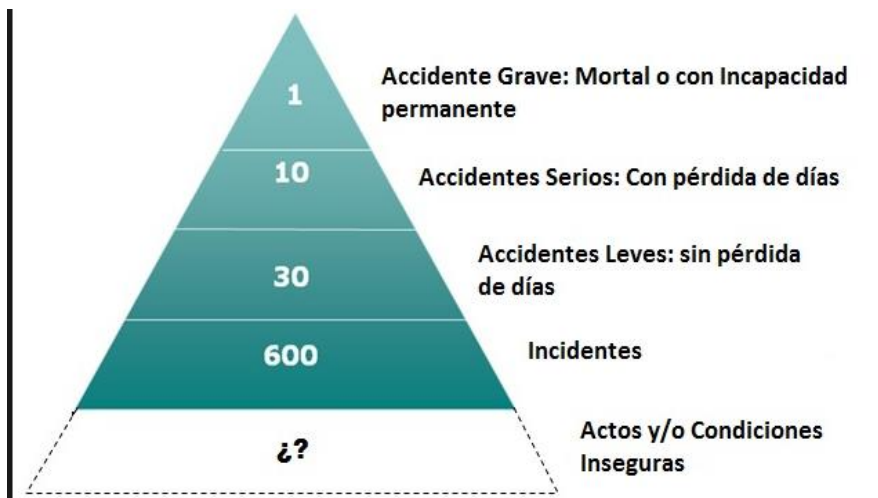 1
Accidente Grave: Mortal o con Incapacidad
permanente
10
Accidentes Serios: Con pérdida de días
30
Accidentes Leves: sin pérdida
de días
600
Incidentes
¿?
Actos y/o Condiciones
Inseguras